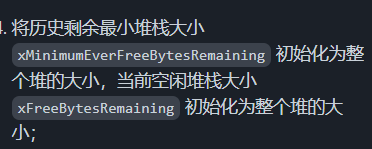 4. 将历史剩余最小堆栈大小
xMinimumEverFreeBytesRemaining 初始化为整
个堆的大小，当前空闲堆栈大小
xFreeBytesRemaining 初始化为整个堆的大
小；